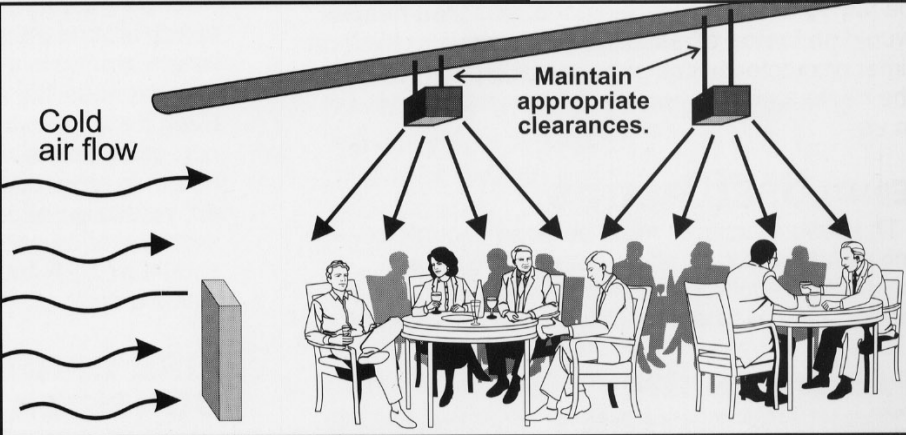 Cold
air flow
Maintain
appropriate
clearances.